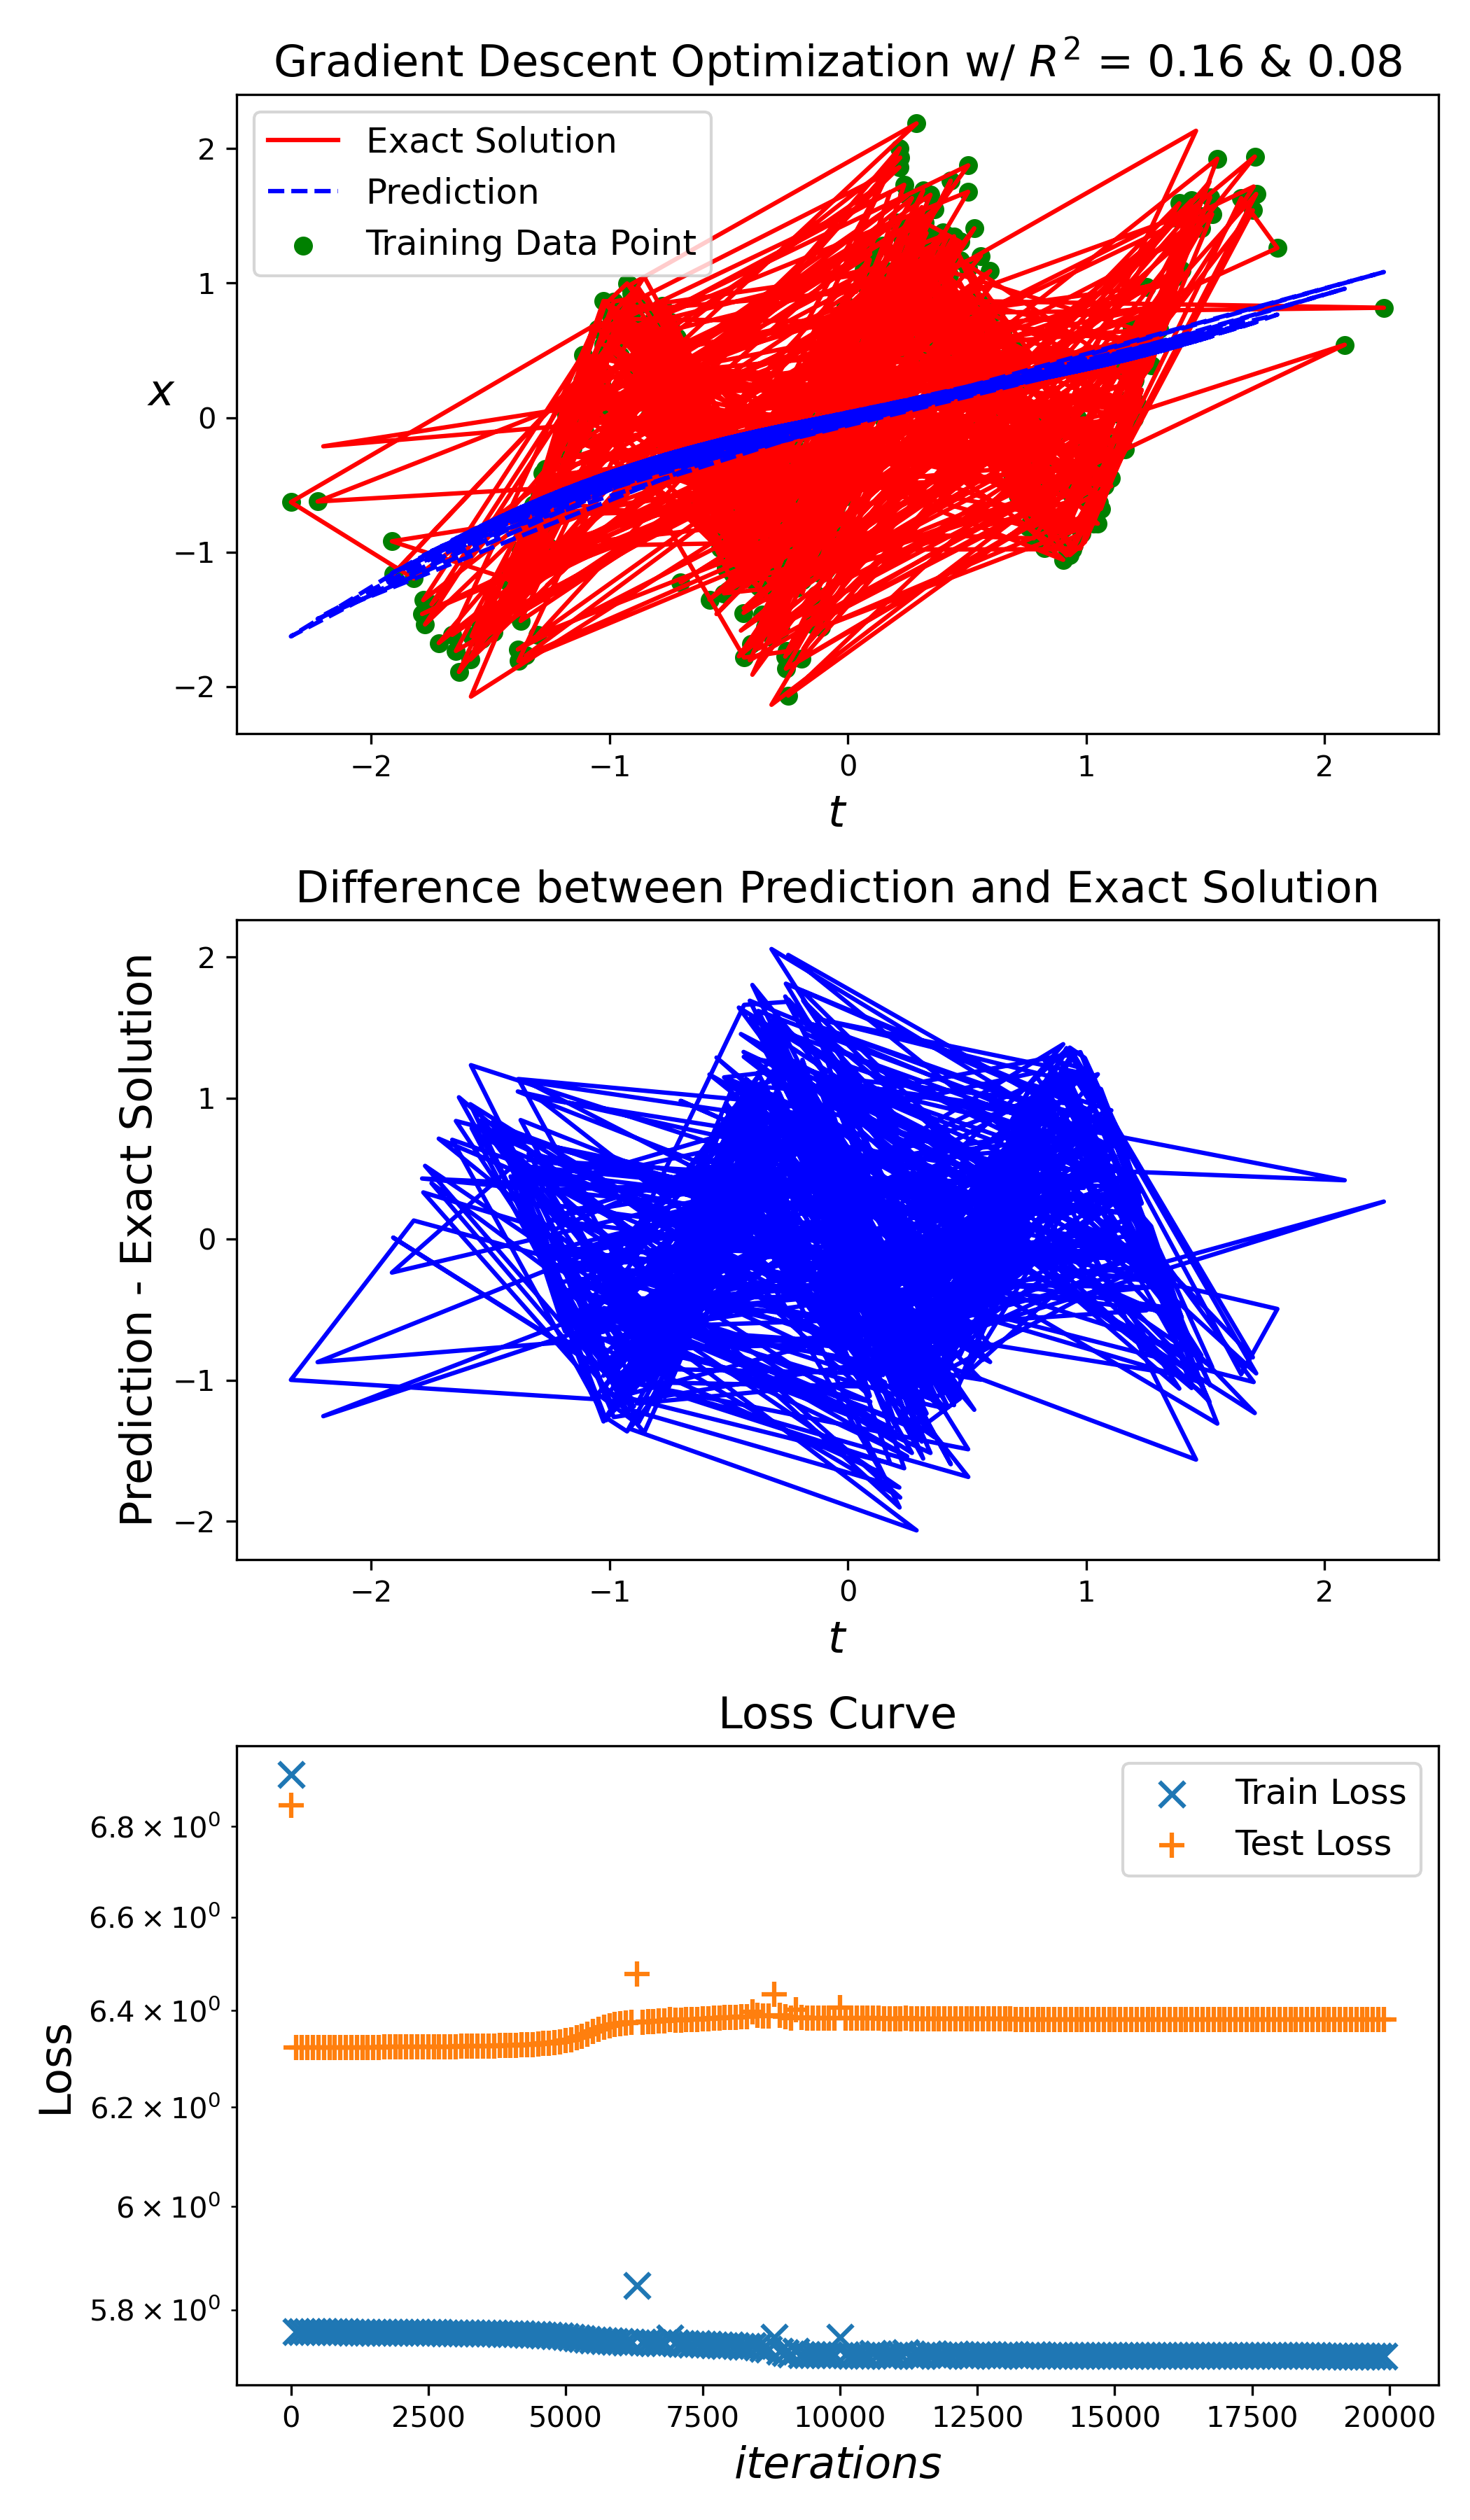 Gradient Descent Optimization w/ R² = 0.16 & 0.08
Exact Solution
Prediction
Training Data Point
2
1
0
−1
−2
x
−2
−1
0
1
2
t
Difference between Prediction and Exact Solution
2
1
0
−1
−2
Prediction - Exact Solution
−2
−1
0
1
2
t
Loss Curve
Train Loss
Test Loss
6.8 × 10⁰
6.6 × 10⁰
6.4 × 10⁰
6.2 × 10⁰
6 × 10⁰
5.8 × 10⁰
Loss
0
2500
5000
7500
10000
12500
15000
17500
20000
iterations